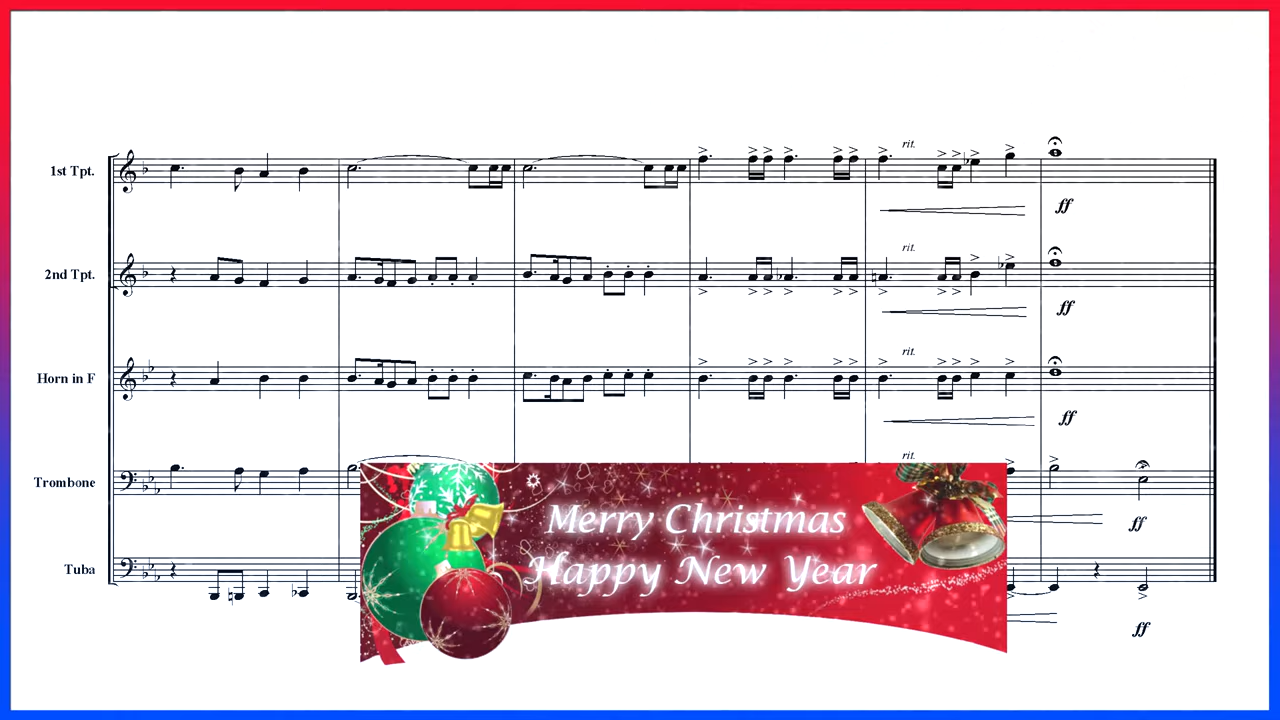 rit.
1st Tpt.
ff
rit.
2nd Tpt.
ff
rit.
Horn in F
ff
rit.
Trombone
Merry Christmas
ff
Happy New Year
Tuba
ff